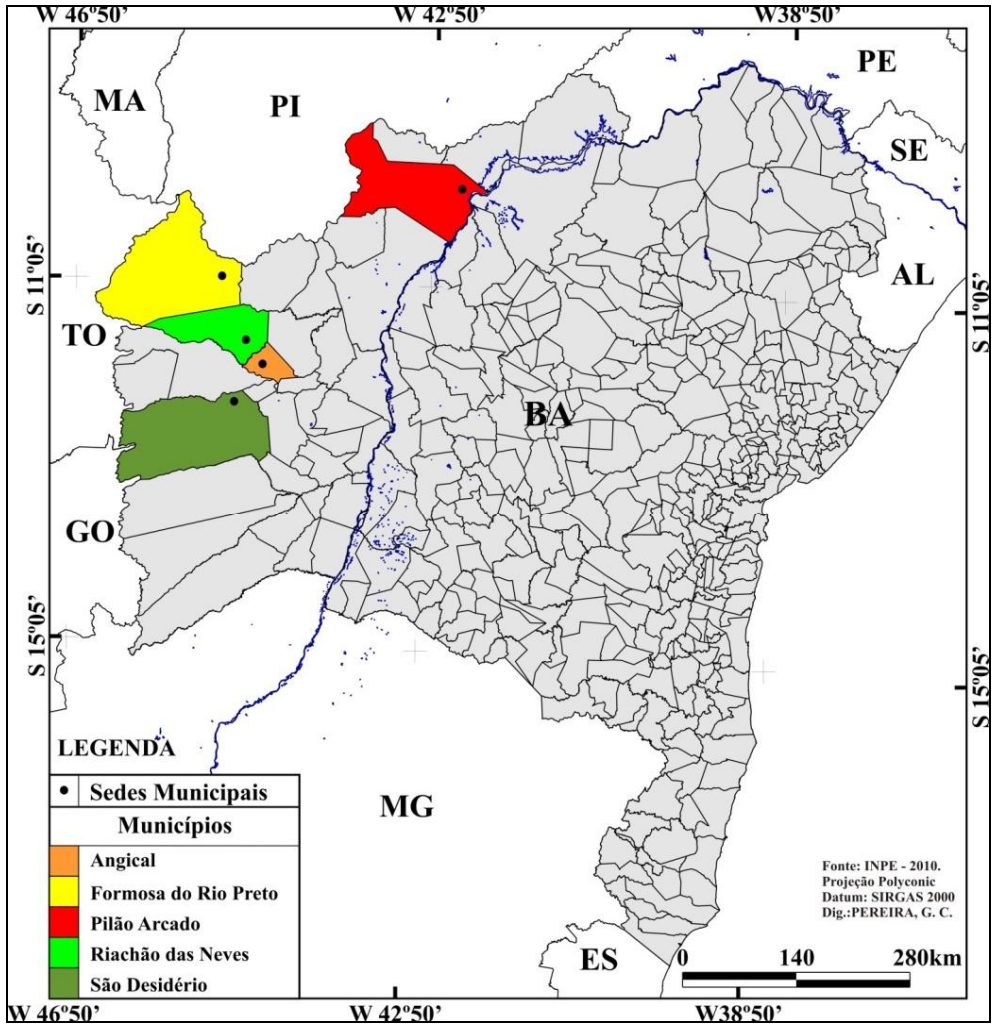 W 46º50'
W 42º50'
W38º50'
MA
PI
PE
SE
AL
S 11º05'
S 11º05'
TO
BA
GO
S 15º05'
S 15º05'
MG
ES
LEGENDA
Sedes Municipais
Municípios
Angical
Formosa do Rio Preto
Pilão Arcado
Riachão das Neves
São Desidério
Fonte: INPE - 2010.
Projeção Polyconic
Datum: SIRGAS 2000
Dig.:PEREIRA, G. C.
0 140 280km
W 46º50'
W 42º50'
W38º50'